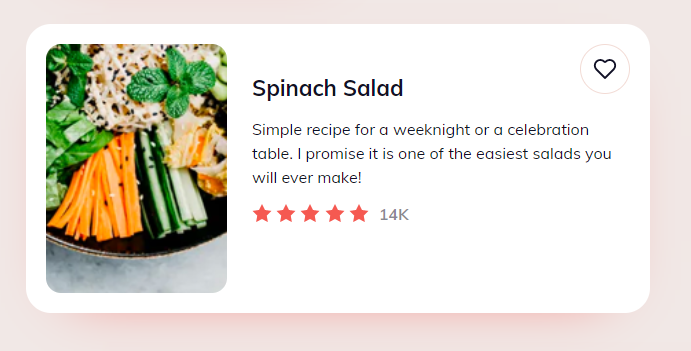 Spinach Salad
Simple recipe for a weeknight or a celebration
table. I promise it is one of the easiest salads you
will ever make!
14K